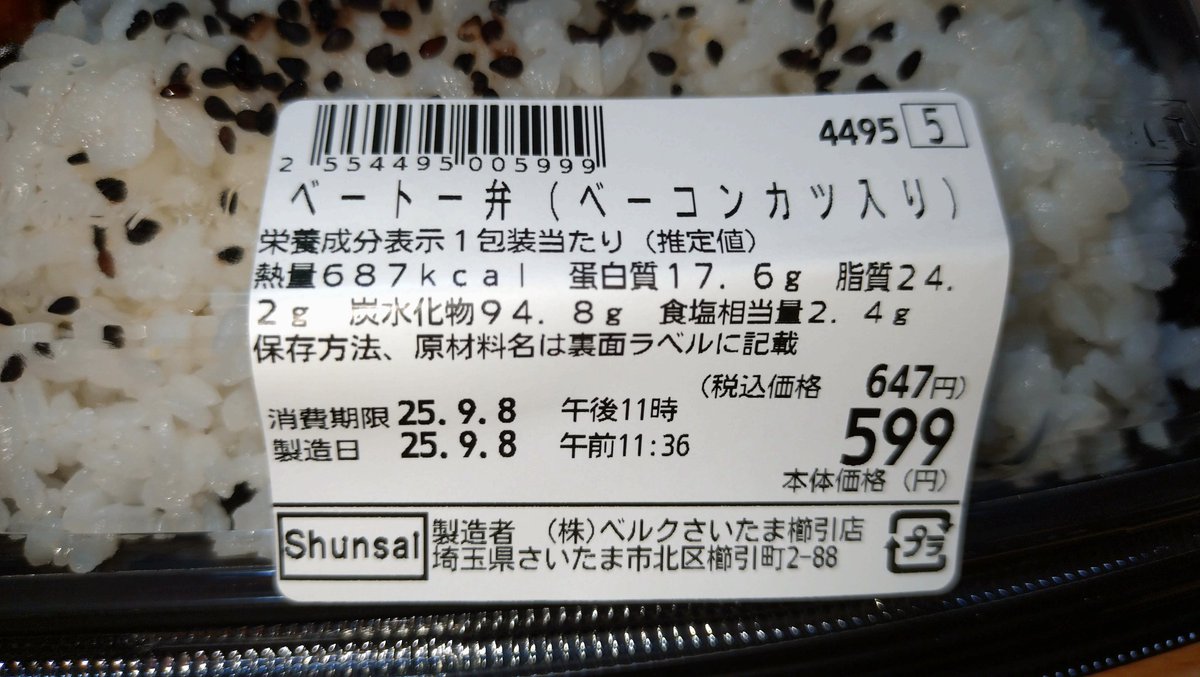 4495 5
2 554495 005999
ベートー弁(ベーコンカツ入り)
栄養成分表示1包装当たり(推定値)
熱量687kcal 蛋白質17.6g 脂質24.
2g 炭水化物94.8g 食塩相当量2.4g
保存方法、原材料名は裏面ラベルに記載
(税込価格 647円)
消費期限 25.9.8 午後11時
599
製造日 25.9.8 午前11:36
本体価格(円)
Shunsai
製造者 (株)ベルクさいたま櫛引店
埼玉県さいたま市北区櫛引町2-88
プラ